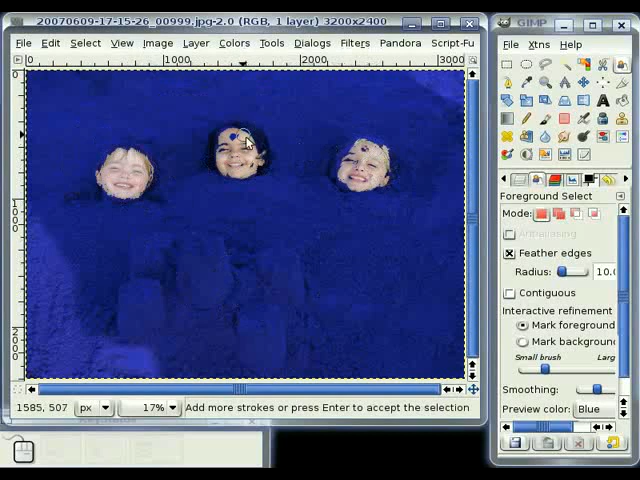 20070609-17-15-26_00999.jpg-2.0 (RGB, 1 layer) 3200x2400
File Edit Select View Image Layer Colors Tools Dialogs Filters Pandora Script-Fu
0 1000 2000 3000
1585, 507 px 17% Add more strokes or press Enter to accept the selection
GIMP
File Xtns Help
Foreground Select
Mode:
Antialiasing
Feather edges
Radius: 10.
Contiguous
Interactive refinement
Mark foreground
Mark background
Small brush Larg
Smoothing:
Preview color: Blue